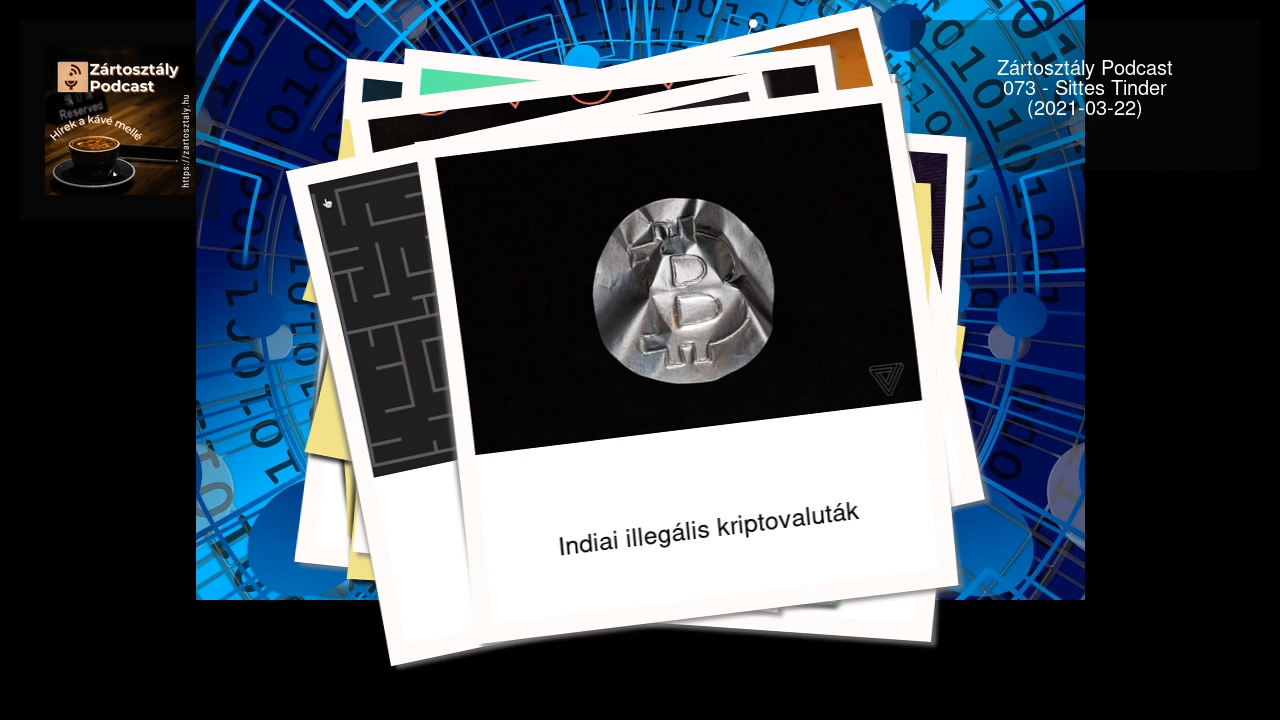 Zártosztály
Podcast
Reserved
Hírek a kávé mellé
https://zartosztaly.hu
Zártosztály Podcast
073 - Sittes Tinder
(2021-03-22)
Indiai illegális kriptovaluták